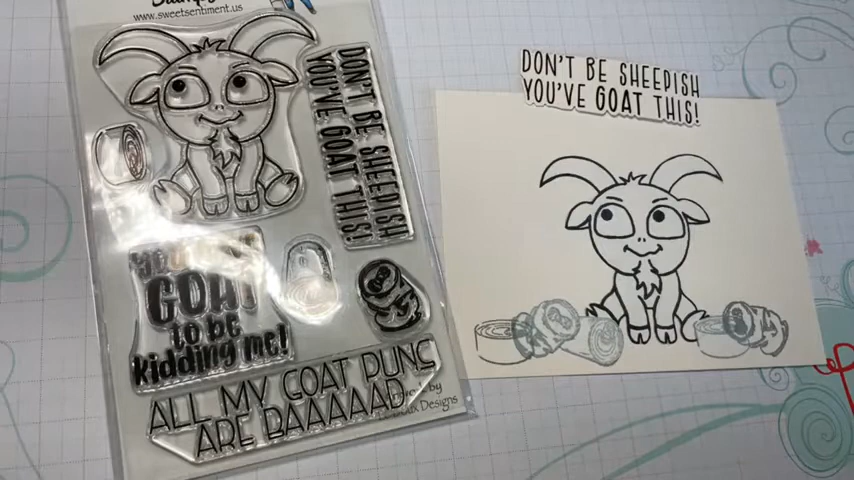 www.sweetsentiment.us
DON'T BE SHEEPISH
YOU'VE GOAT THIS!
GOAT
to be
kidding me!
ALL MY GOAT PUNS
ARE BAAAAAD
by
Designs
DON'T BE SHEEPISH
YOU'VE GOAT THIS!